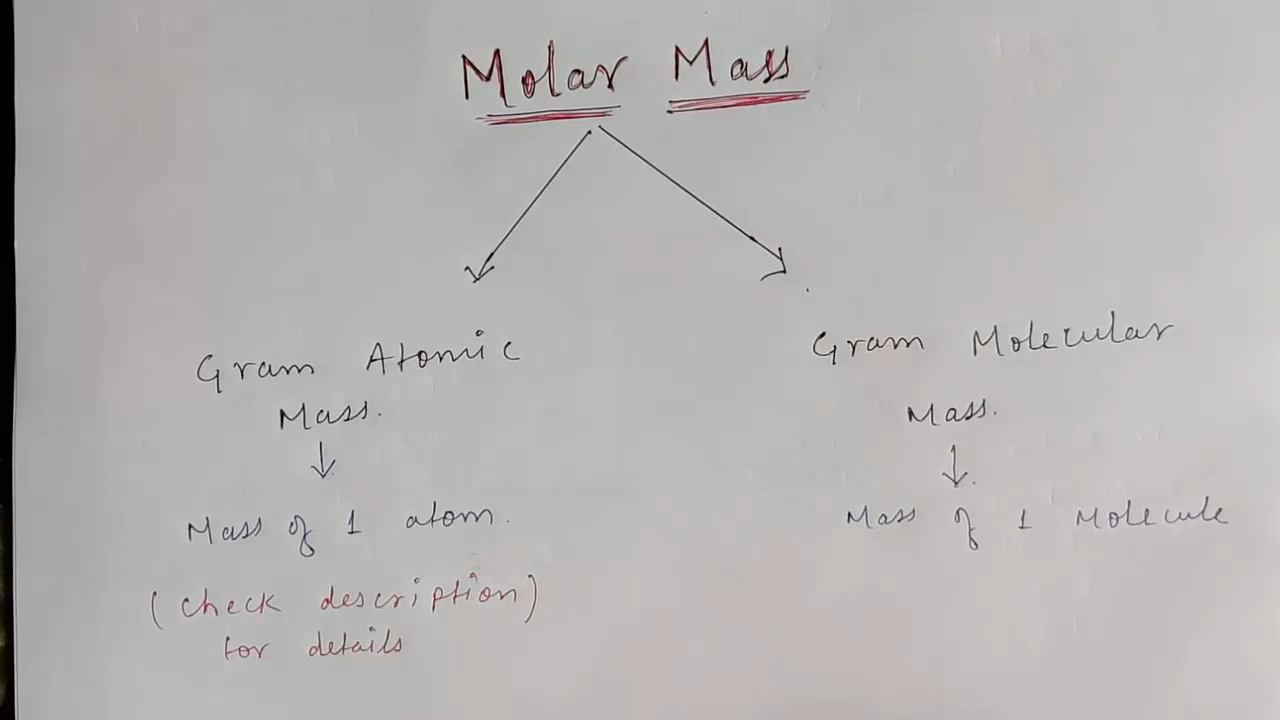 Molar Mass
Gram Atomic
Mass.
Mass of 1 atom.
(check description)
for details
Gram Molecular
Mass.
Mass of 1 Molecule